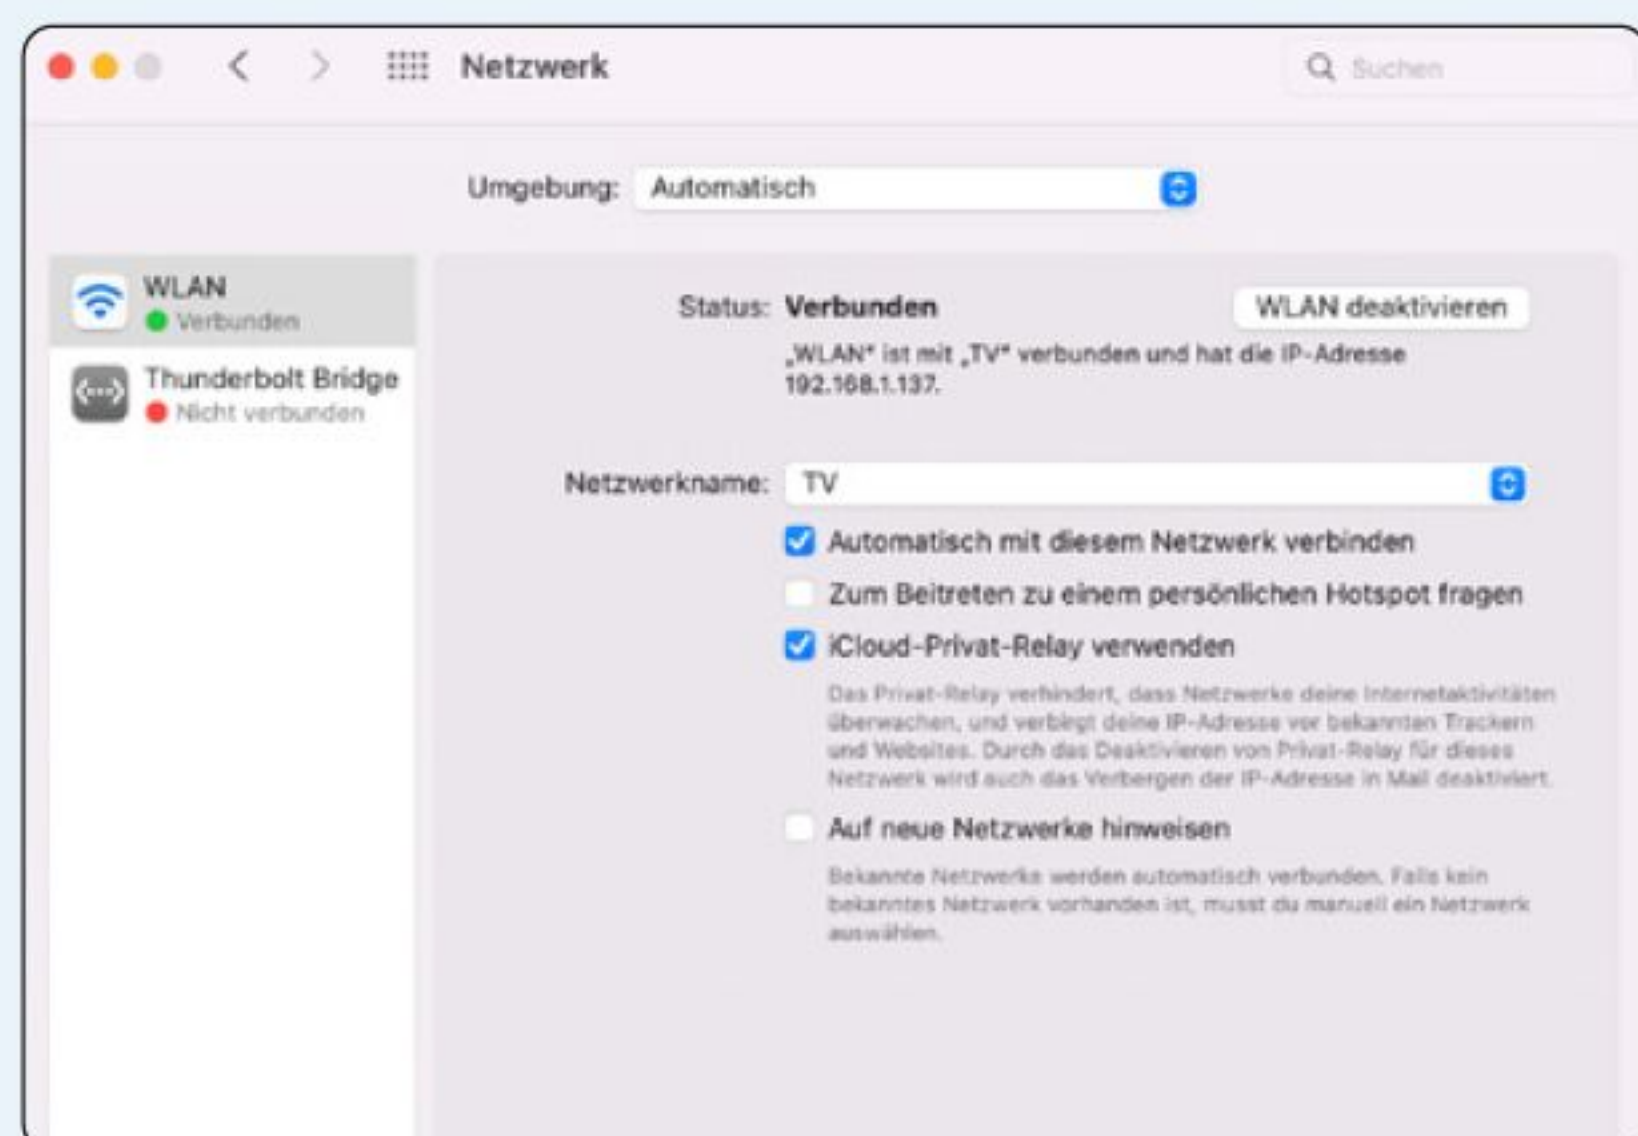 Netzwerk
Suchen
Umgebung: Automatisch
WLAN
Verbunden
Thunderbolt Bridge
Nicht verbunden
Status: Verbunden
WLAN deaktivieren
„WLAN“ ist mit „TV“ verbunden und hat die IP-Adresse
192.168.1.137.
Netzwerkname: TV
Automatisch mit diesem Netzwerk verbinden
Zum Beitreten zu einem persönlichen Hotspot fragen
iCloud-Privat-Relay verwenden
Das Privat-Relay verhindert, dass Netzwerke deine Internetaktivitäten
überwachen, und verbirgt deine IP-Adresse vor bekannten Trackern
und Websites. Durch das Deaktivieren von Privat-Relay für dieses
Netzwerk wird auch das Verbergen der IP-Adresse in Mail deaktiviert.
Auf neue Netzwerke hinweisen
Bekannte Netzwerke werden automatisch verbunden. Falls kein
bekanntes Netzwerk vorhanden ist, musst du manuell ein Netzwerk
auswählen.